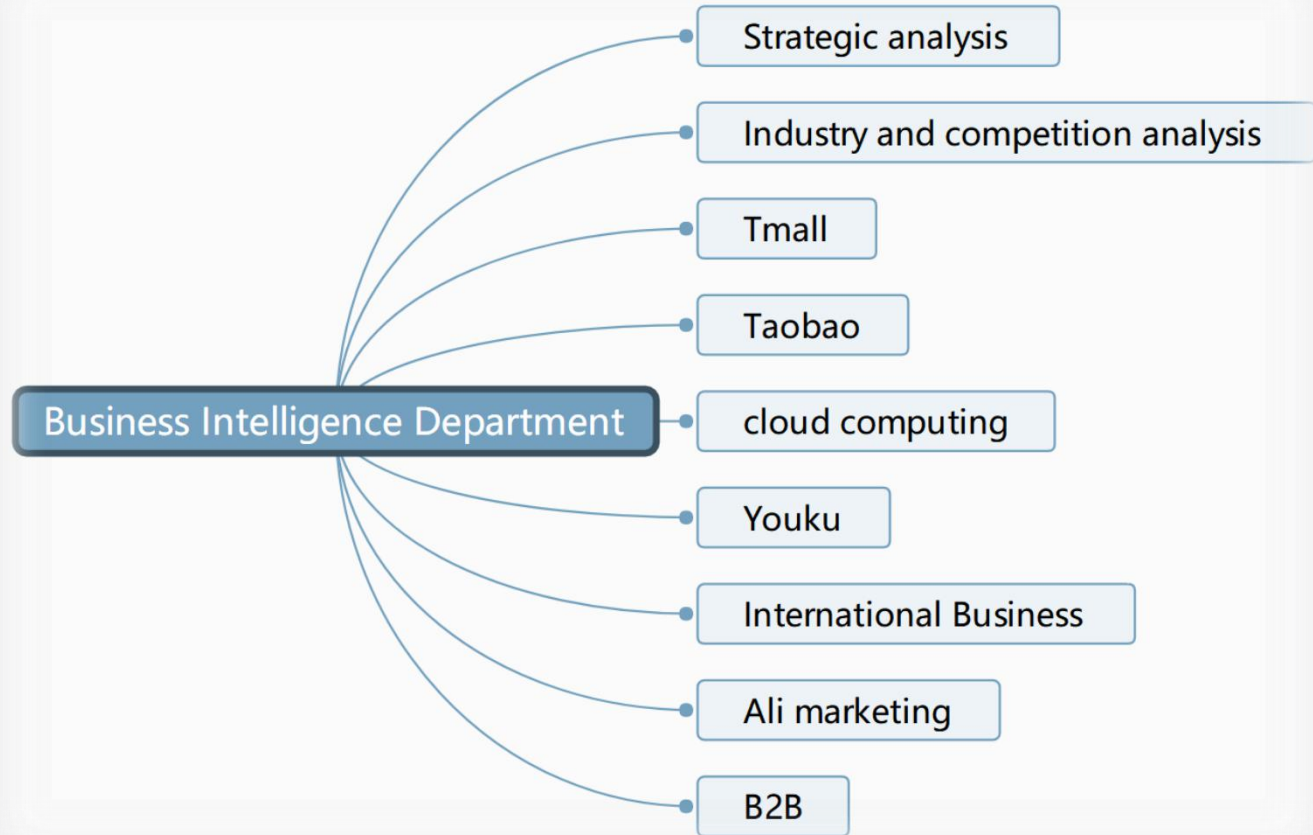 Strategic analysis
Industry and competition analysis
Tmall
Taobao
Business Intelligence Department
cloud computing
Youku
International Business
Ali marketing
B2B